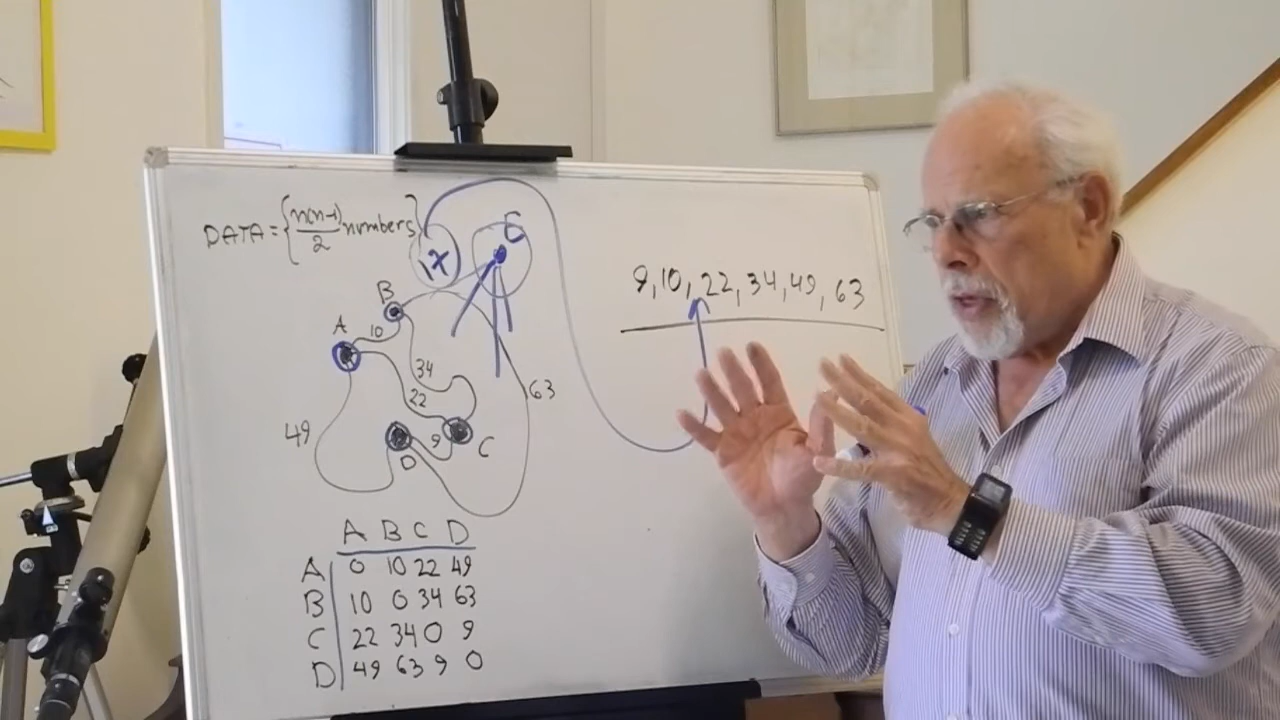 DATA = { n(n-1)/2 numbers }
17
E
B
A
10
9, 10, 22, 34, 49, 63
34
22
63
49
9
C
D
A B C D
A 0 10 22 49
B 10 0 34 63
C 22 34 0 9
D 49 63 9 0